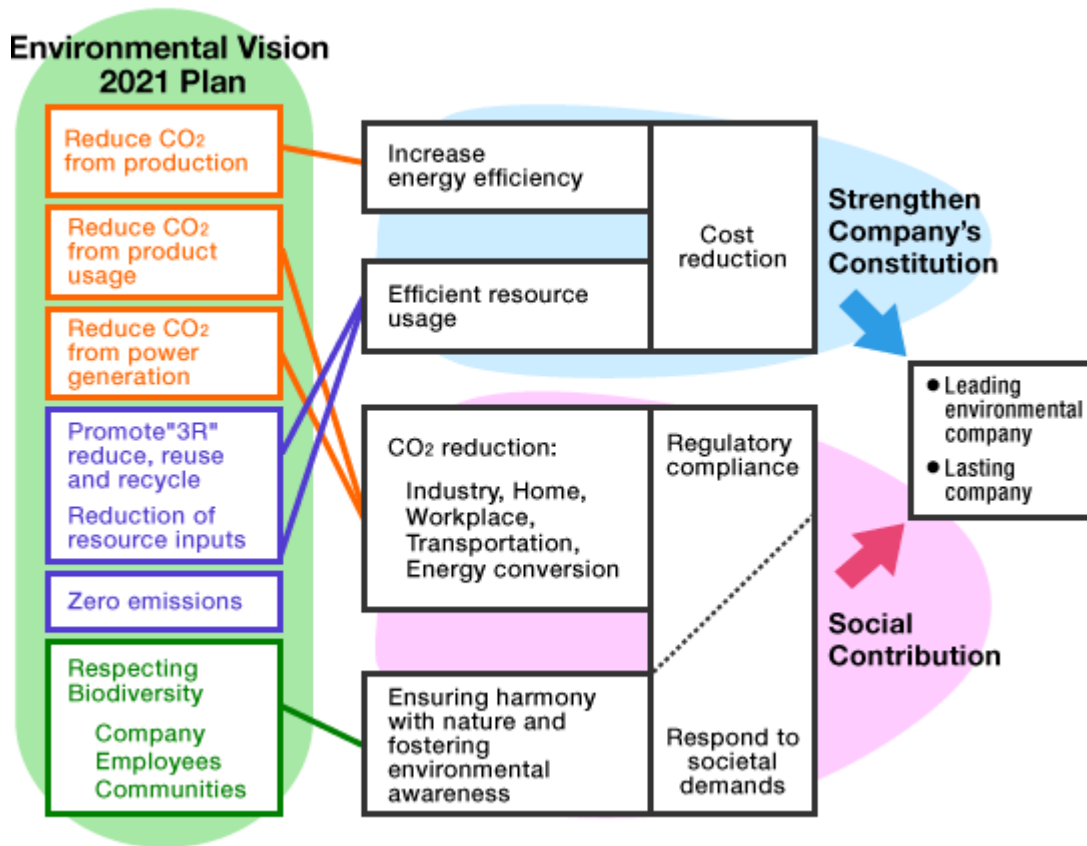 Environmental Vision
2021 Plan
Reduce CO₂
from production
Reduce CO₂
from product
usage
Reduce CO₂
from power
generation
Promote"3R"
reduce, reuse
and recycle
Reduction of
resource inputs
Zero emissions
Respecting
Biodiversity
Company
Employees
Communities
Increase
energy efficiency
Efficient resource
usage
Cost
reduction
CO₂ reduction:
Industry, Home,
Workplace,
Transportation,
Energy conversion
Regulatory
compliance
Ensuring harmony
with nature and
fostering
environmental
awareness
Respond to
societal
demands
Strengthen
Company’s
Constitution
● Leading
environmental
company
● Lasting
company
Social
Contribution